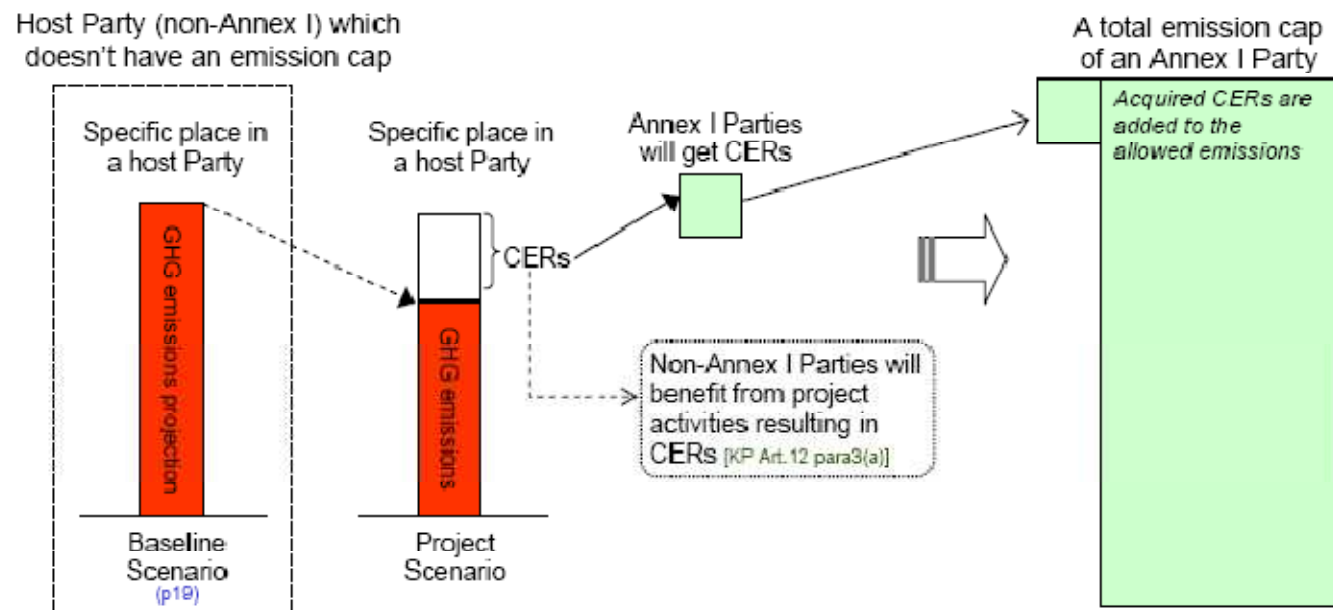 Host Party (non-Annex I) which
doesn't have an emission cap
Specific place in
a host Party
GHG emissions projection
Baseline
Scenario
(p19)
Specific place in
a host Party
GHG emissions
Project
Scenario
CERs
Annex I Parties
will get CERs
Non-Annex I Parties will
benefit from project
activities resulting in
CERs [KP Art.12 para3(a)]
A total emission cap
of an Annex I Party
Acquired CERs are
added to the
allowed emissions